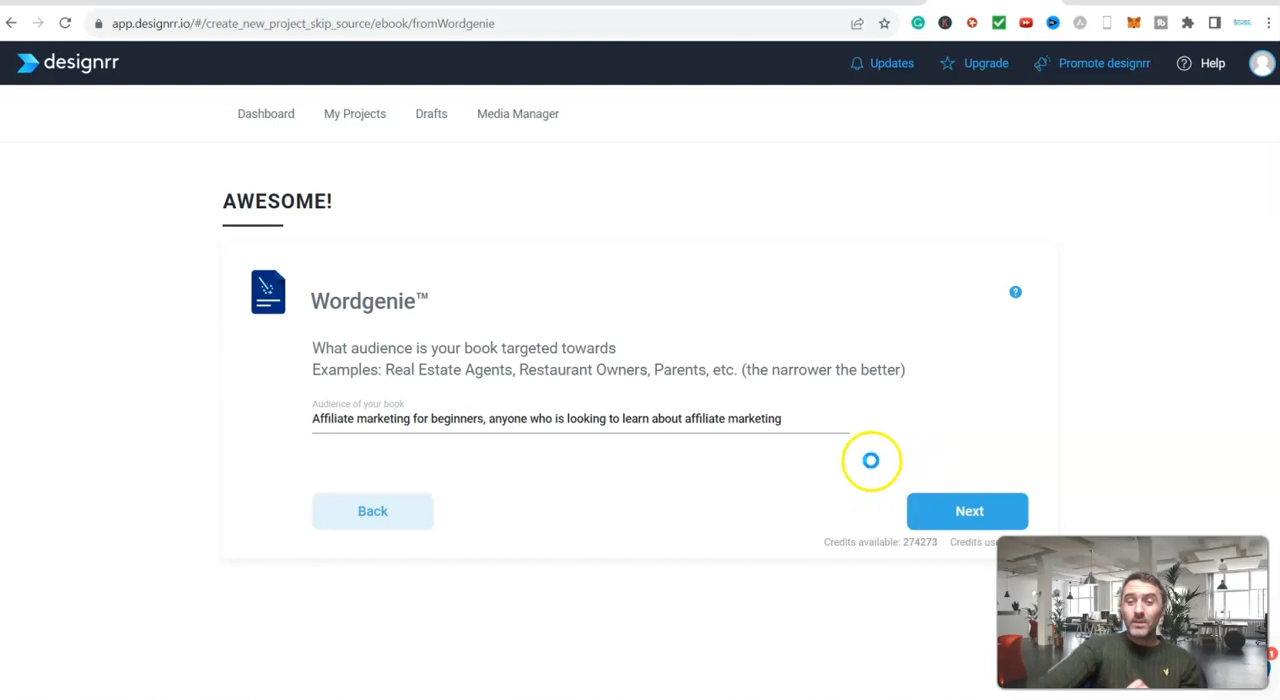 app.designrr.io/#/create_new_project_skip_source/ebook/fromWordgenie
designrr
Updates
Upgrade
Promote designrr
Help
Dashboard
My Projects
Drafts
Media Manager
AWESOME!
Wordgenie™
What audience is your book targeted towards
Examples: Real Estate Agents, Restaurant Owners, Parents, etc. (the narrower the better)
Audience of your book
Affiliate marketing for beginners, anyone who is looking to learn about affiliate marketing
Back
Next
Credits available: 274273 Credits
1